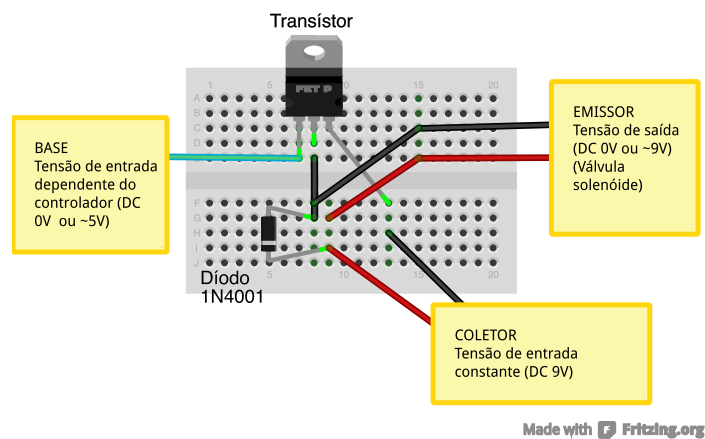 Transístor
FET P
1 5 10 15 20
A
B
C
D
F
G
H
I
J
1 5 10 15 20
BASE
Tensão de entrada
dependente do
controlador (DC
0V ou ~5V)
EMISSOR
Tensão de saída
(DC 0V ou ~9V)
(Válvula
solenóide)
Díodo
1N4001
COLETOR
Tensão de entrada
constante (DC 9V)
Made with Fritzing.org